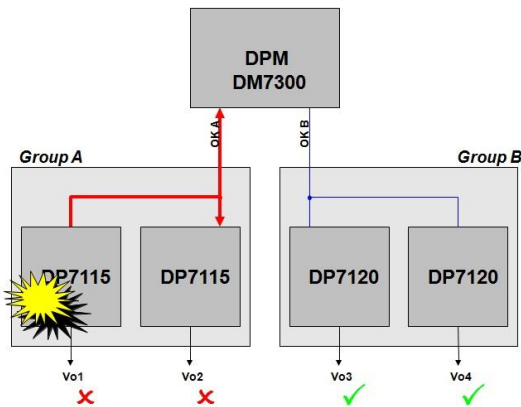 DPM
DM7300
OK A
OK B
Group A
Group B
DP7115
DP7115
DP7120
DP7120
Vo1
Vo2
Vo3
Vo4